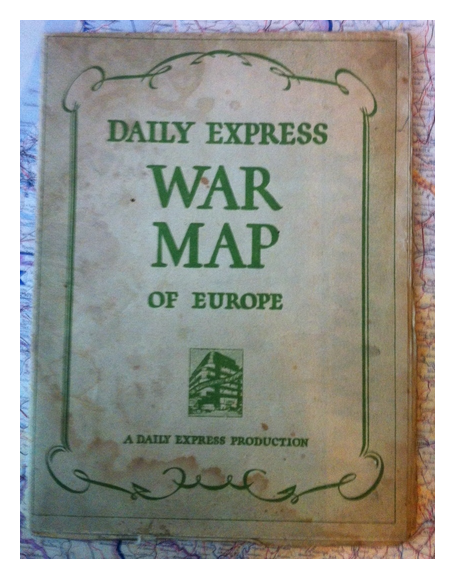 DAILY EXPRESS
WAR
MAP
OF EUROPE
A DAILY EXPRESS PRODUCTION